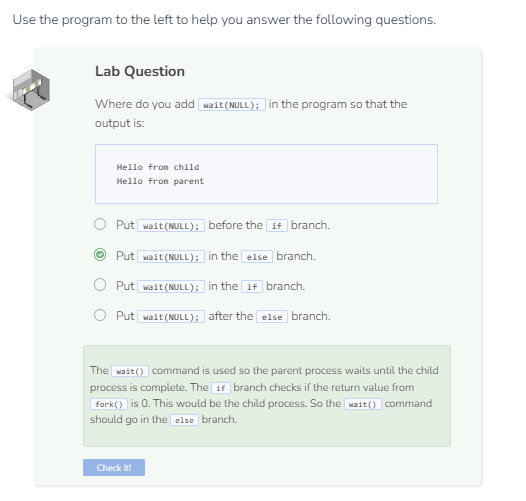 Use the program to the left to help you answer the following questions.
Lab Question
Where do you add wait(NULL); in the program so that the
output is:
Hello from child
Hello from parent
Put wait(NULL); before the if branch.
Put wait(NULL); in the else branch.
Put wait(NULL); in the if branch.
Put wait(NULL); after the else branch.
The wait() command is used so the parent process waits until the child
process is complete. The if branch checks if the return value from
fork() is 0. This would be the child process. So the wait() command
should go in the else branch.
Check It!